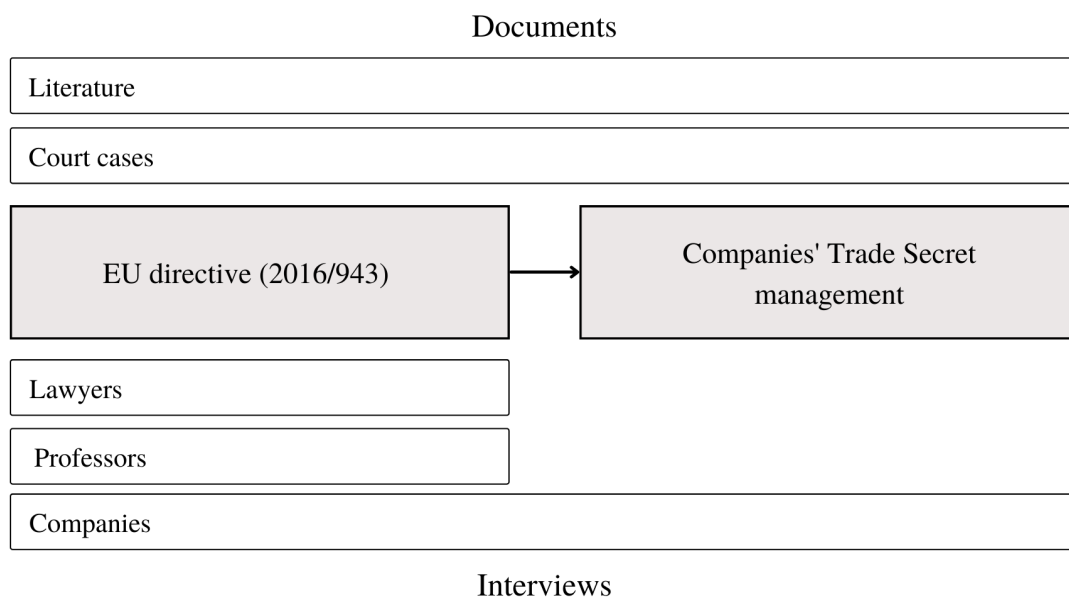 Documents
Literature
Court cases
EU directive (2016/943)
Companies' Trade Secret
management
Lawyers
Professors
Companies
Interviews